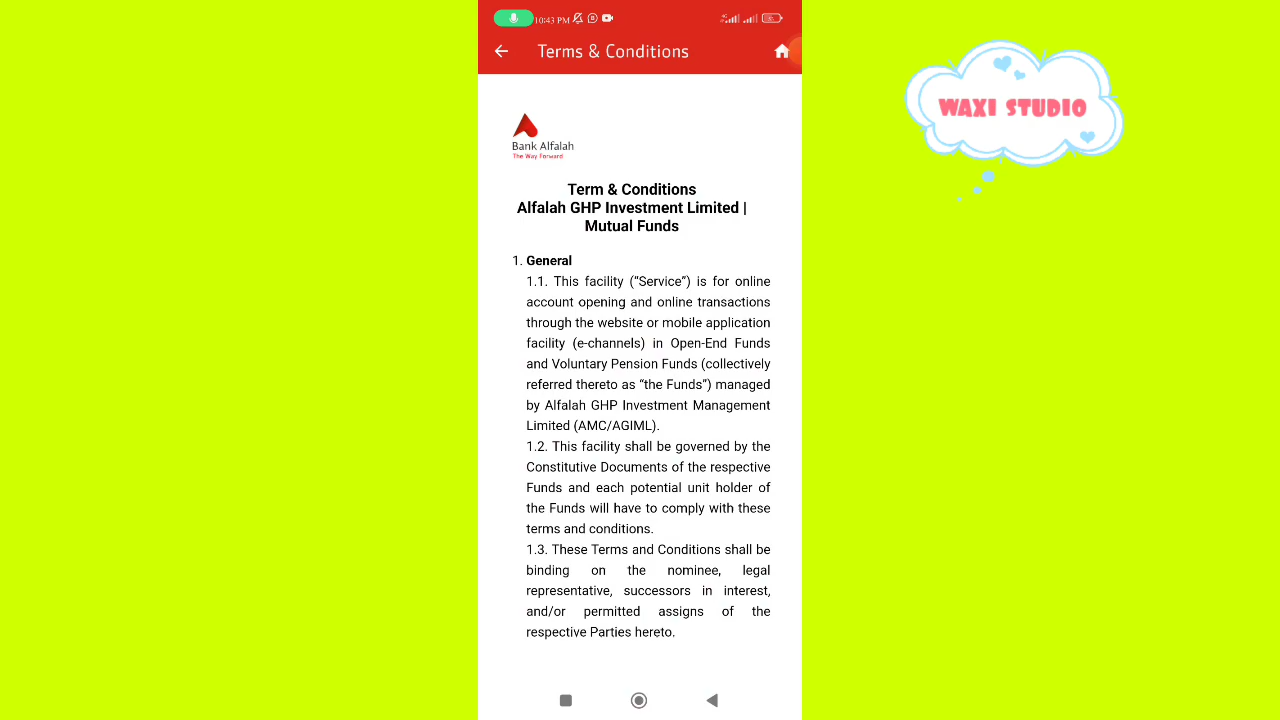 10:43 PM
Terms & Conditions
WAXI STUDIO
Bank Alfalah
The Way Forward
Term & Conditions
Alfalah GHP Investment Limited |
Mutual Funds
1. General
1.1. This facility (“Service”) is for online
account opening and online transactions
through the website or mobile application
facility (e-channels) in Open-End Funds
and Voluntary Pension Funds (collectively
referred thereto as “the Funds”) managed
by Alfalah GHP Investment Management
Limited (AMC/AGIML).
1.2. This facility shall be governed by the
Constitutive Documents of the respective
Funds and each potential unit holder of
the Funds will have to comply with these
terms and conditions.
1.3. These Terms and Conditions shall be
binding on the nominee, legal
representative, successors in interest,
and/or permitted assigns of the
respective Parties hereto.